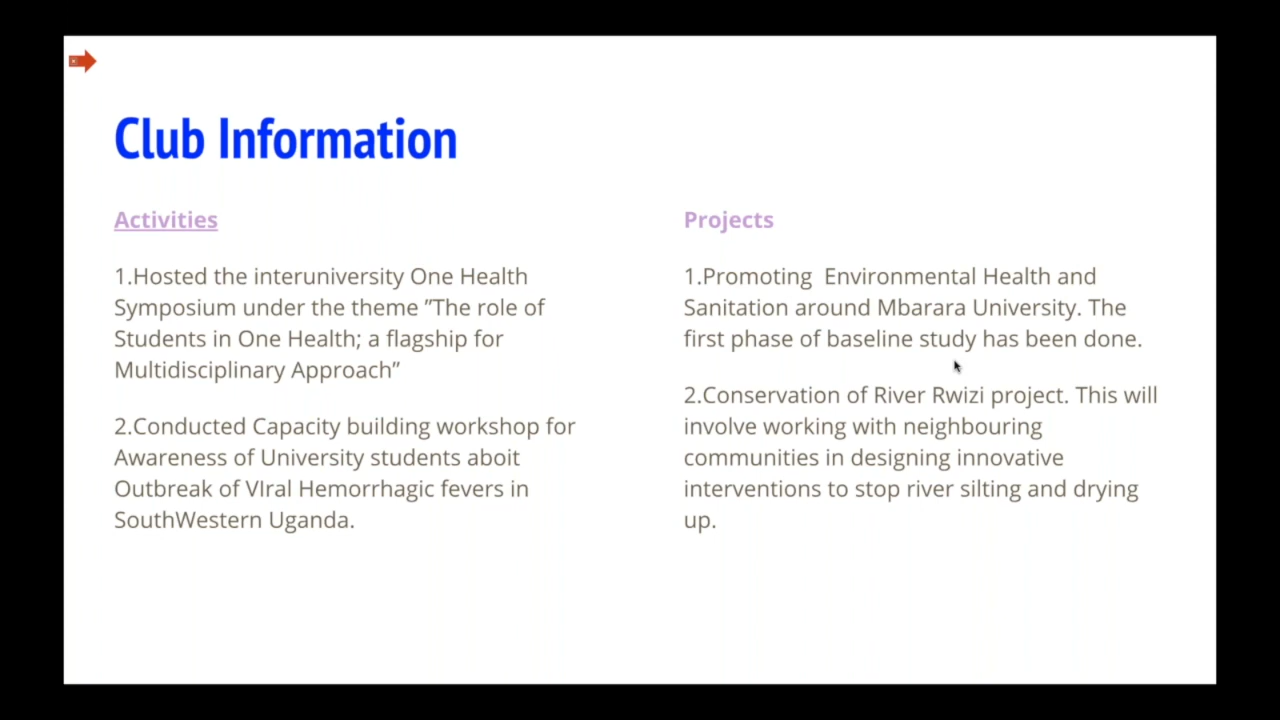 Club Information
Activities
1.Hosted the interuniversity One Health
Symposium under the theme ”The role of
Students in One Health; a flagship for
Multidisciplinary Approach”
2.Conducted Capacity building workshop for
Awareness of University students aboit
Outbreak of VIral Hemorrhagic fevers in
SouthWestern Uganda.
Projects
1.Promoting  Environmental Health and
Sanitation around Mbarara University. The
first phase of baseline study has been done.
2.Conservation of River Rwizi project. This will
involve working with neighbouring
communities in designing innovative
interventions to stop river silting and drying
up.